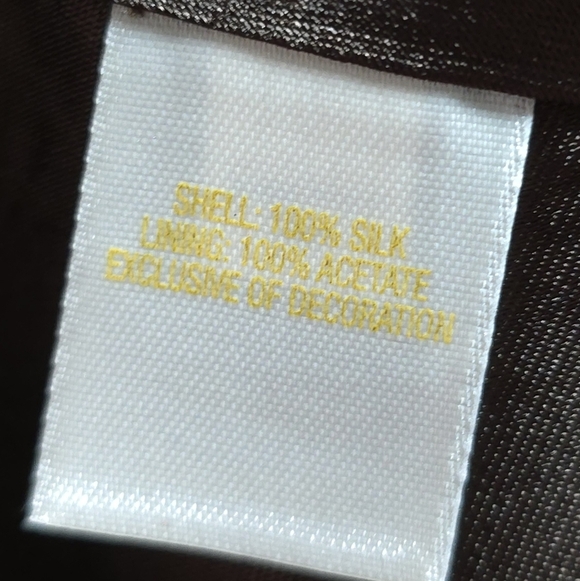 SHELL: 100% SILK
LINING: 100% ACETATE
EXCLUSIVE OF DECORATION